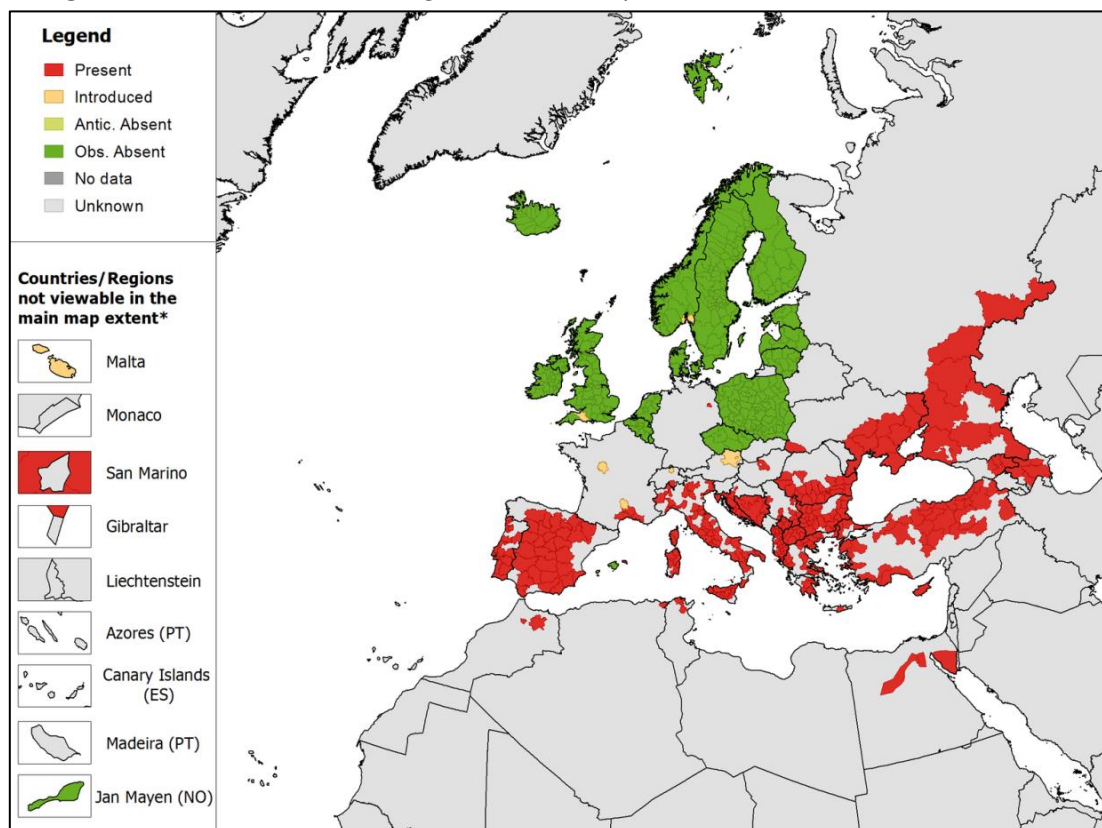 Legend
Present
Introduced
Antic. Absent
Obs. Absent
No data
Unknown
Countries/Regions
not viewable in the
main map extent*
Malta
Monaco
San Marino
Gibraltar
Liechtenstein
Azores (PT)
Canary Islands
(ES)
Madeira (PT)
Jan Mayen (NO)